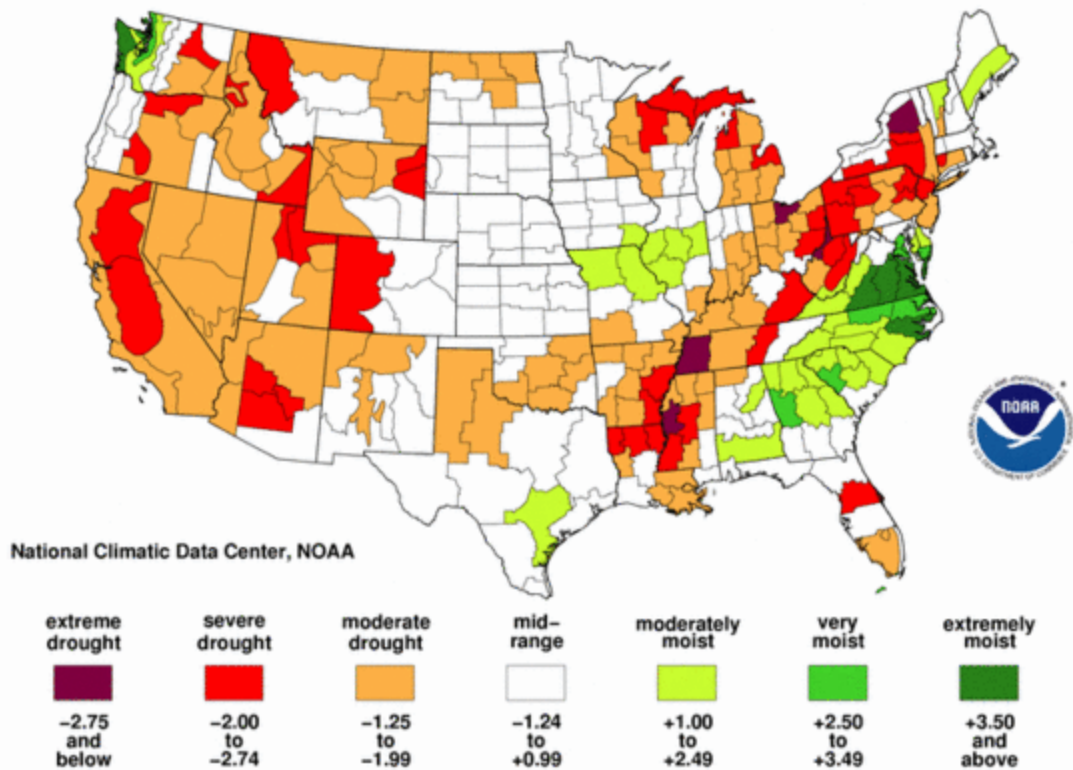 NOAA
National Climatic Data Center, NOAA
extreme
drought
severe
drought
moderate
drought
mid−
range
moderately
moist
very
moist
extremely
moist
−2.75
and
below
−2.00
to
−2.74
−1.25
to
−1.99
−1.24
to
+0.99
+1.00
to
+2.49
+2.50
to
+3.49
+3.50
and
above